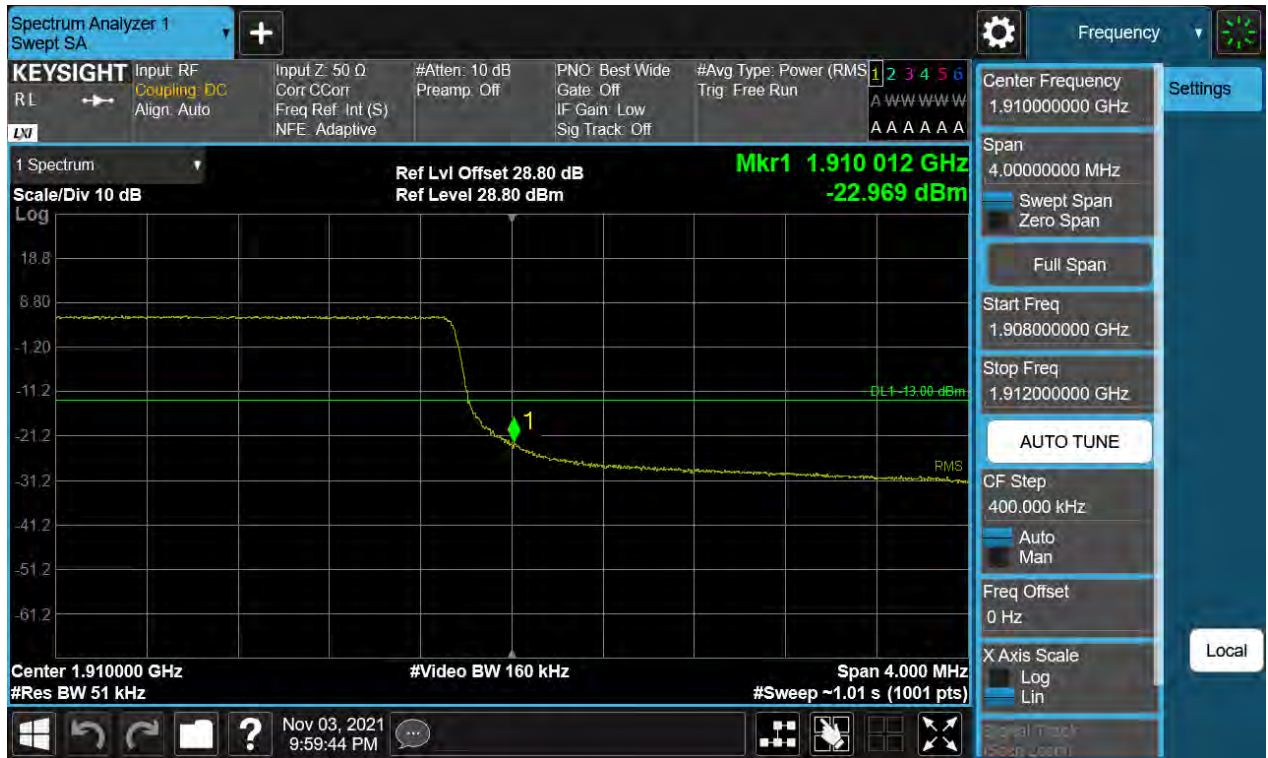 Spectrum Analyzer 1
Swept SA
+
Frequency
KEYSIGHT
RL
LXI
Input: RF
Coupling: DC
Align: Auto
Input Z: 50 Ω
Corr CCorr
Freq Ref: Int (S)
NFE: Adaptive
#Atten: 10 dB
Preamp: Off
PNO: Best Wide
Gate: Off
IF Gain: Low
Sig Track: Off
#Avg Type: Power (RMS
Trig: Free Run
1 2 3 4 5 6
A W W W W W
A A A A A A
1 Spectrum
Scale/Div 10 dB
Log
Ref Lvl Offset 28.80 dB
Ref Level 28.80 dBm
Mkr1 1.910 012 GHz
-22.969 dBm
18.8
8.80
-1.20
-11.2
-21.2
-31.2
-41.2
-51.2
-61.2
DL1 -13.00 dBm
1
RMS
Center 1.910000 GHz
#Res BW 51 kHz
#Video BW 160 kHz
Span 4.000 MHz
#Sweep ~1.01 s (1001 pts)
Center Frequency
1.910000000 GHz
Span
4.00000000 MHz
Swept Span
Zero Span
Full Span
Start Freq
1.908000000 GHz
Stop Freq
1.912000000 GHz
AUTO TUNE
CF Step
400.000 kHz
Auto
Man
Freq Offset
0 Hz
X Axis Scale
Log
Lin
Signal Track
(Span Zoom)
Settings
Local
?
Nov 03, 2021
9:59:44 PM